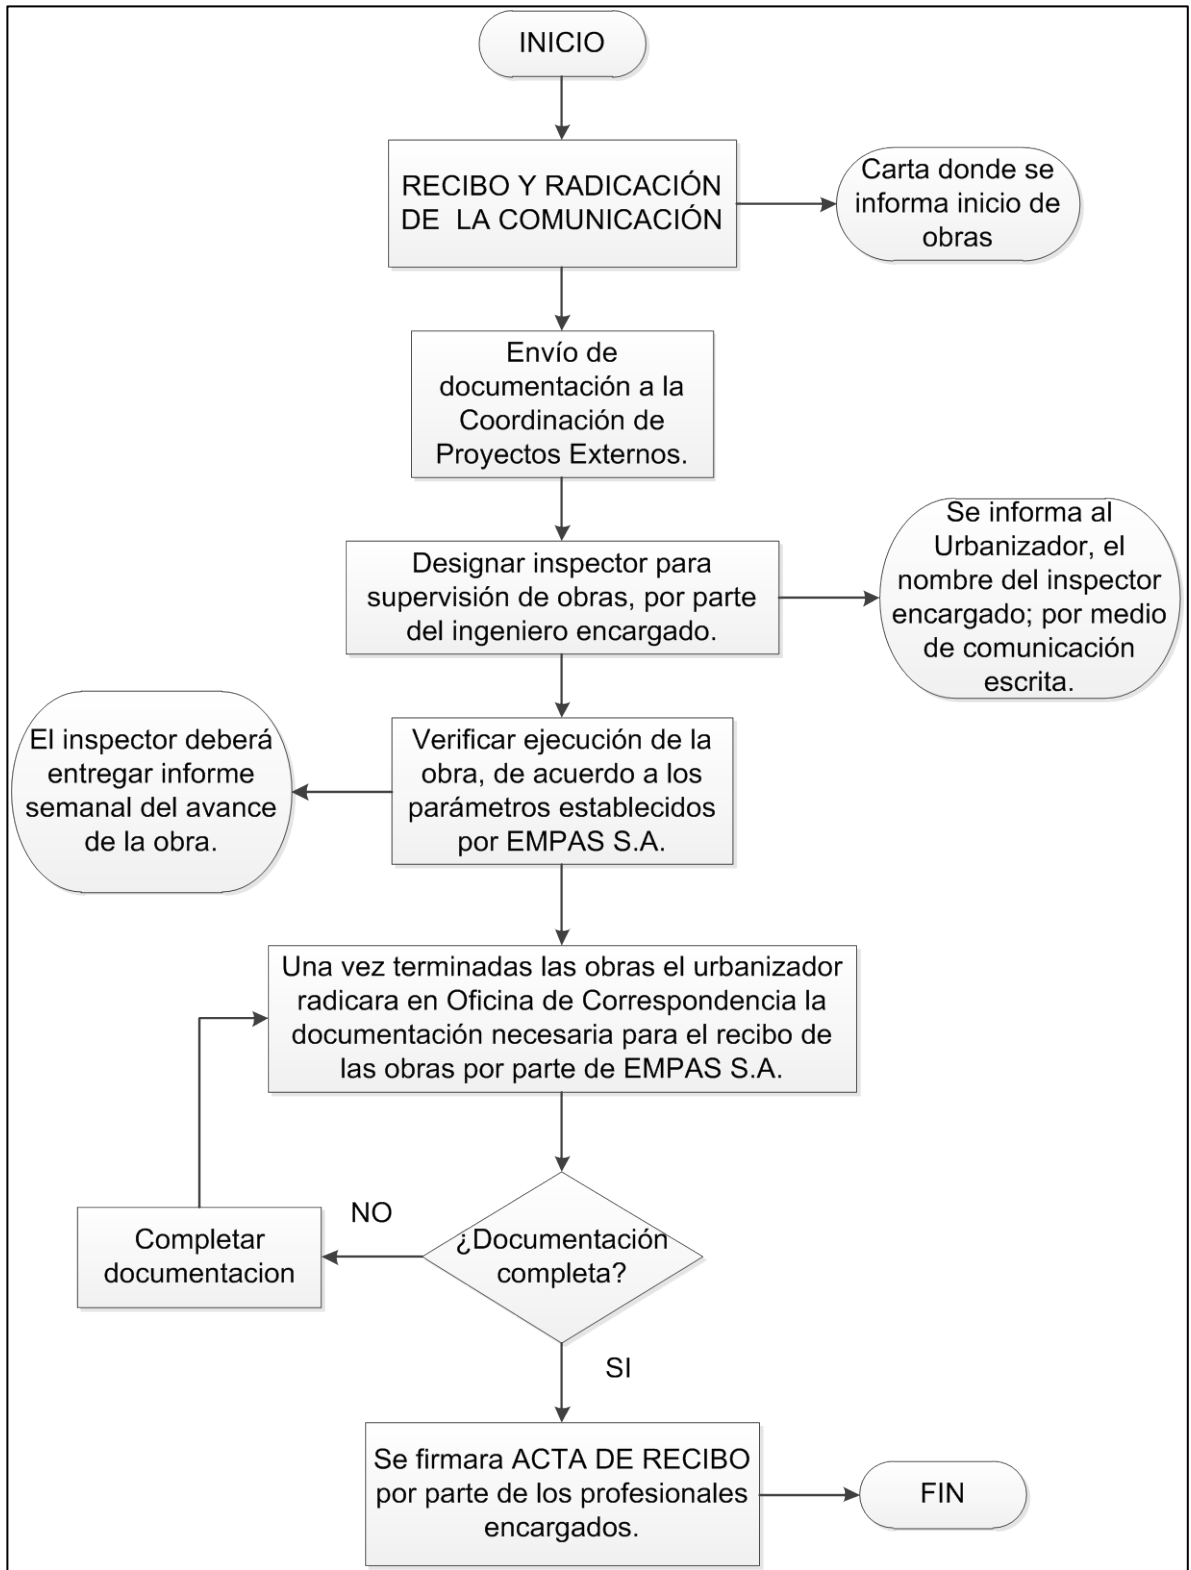 INICIO
RECIBO Y RADICACIÓN
DE LA COMUNICACIÓN
Carta donde se
informa inicio de
obras
Envío de
documentación a la
Coordinación de
Proyectos Externos.
Designar inspector para
supervisión de obras, por parte
del ingeniero encargado.
Se informa al
Urbanizador, el
nombre del inspector
encargado; por medio
de comunicación
escrita.
Verificar ejecución de la
obra, de acuerdo a los
parámetros establecidos
por EMPAS S.A.
El inspector deberá
entregar informe
semanal del avance
de la obra.
Una vez terminadas las obras el urbanizador
radicara en Oficina de Correspondencia la
documentación necesaria para el recibo de
las obras por parte de EMPAS S.A.
¿Documentación
completa?
NO
Completar
documentacion
SI
Se firmara ACTA DE RECIBO
por parte de los profesionales
encargados.
FIN